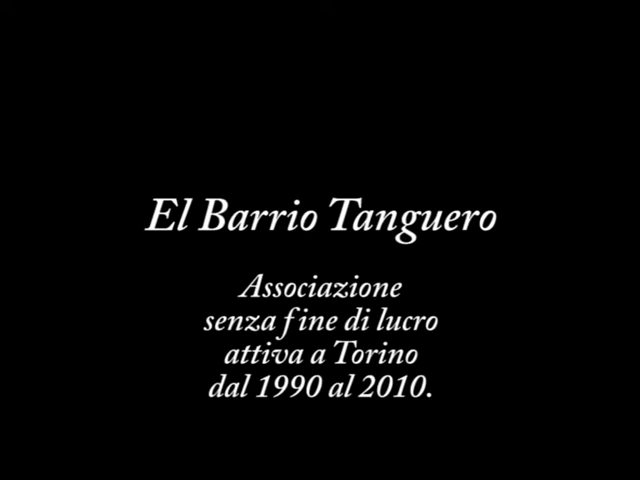 El Barrio Tanguero
Associazione
senza fine di lucro
attiva a Torino
dal 1990 al 2010.